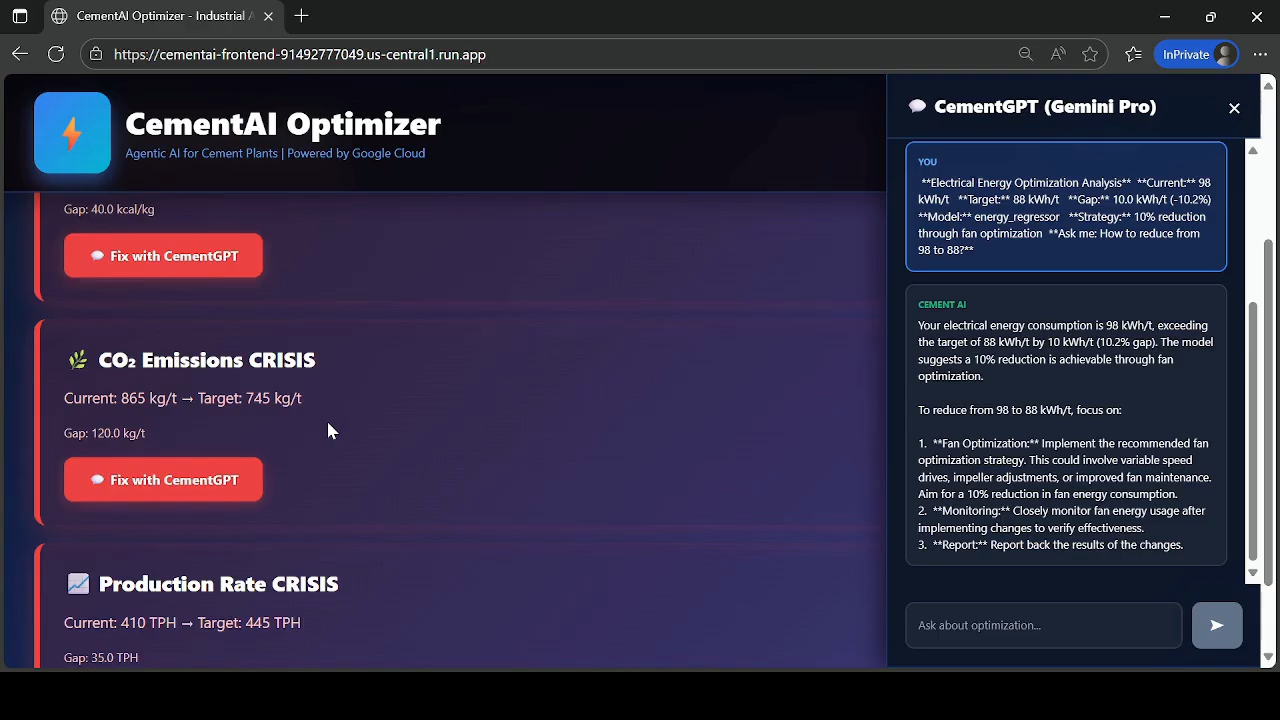 CementAI Optimizer - Industrial A
https://cementai-frontend-91492777049.us-central1.run.app
InPrivate
CementAI Optimizer
Agentic AI for Cement Plants | Powered by Google Cloud
Gap: 40.0 kcal/kg
Fix with CementGPT
CO₂ Emissions CRISIS
Current: 865 kg/t → Target: 745 kg/t
Gap: 120.0 kg/t
Fix with CementGPT
Production Rate CRISIS
Current: 410 TPH → Target: 445 TPH
Gap: 35.0 TPH
CementGPT (Gemini Pro)
YOU
**Electrical Energy Optimization Analysis** **Current:** 98
kWh/t **Target:** 88 kWh/t **Gap:** 10.0 kWh/t (-10.2%)
**Model:** energy_regressor **Strategy:** 10% reduction
through fan optimization **Ask me: How to reduce from
98 to 88?**
CEMENT AI
Your electrical energy consumption is 98 kWh/t, exceeding
the target of 88 kWh/t by 10 kWh/t (10.2% gap). The model
suggests a 10% reduction is achievable through fan
optimization.
To reduce from 98 to 88 kWh/t, focus on:
1. **Fan Optimization:** Implement the recommended fan
optimization strategy. This could involve variable speed
drives, impeller adjustments, or improved fan maintenance.
Aim for a 10% reduction in fan energy consumption.
2. **Monitoring:** Closely monitor fan energy usage after
implementing changes to verify effectiveness.
3. **Report:** Report back the results of the changes.
Ask about optimization...